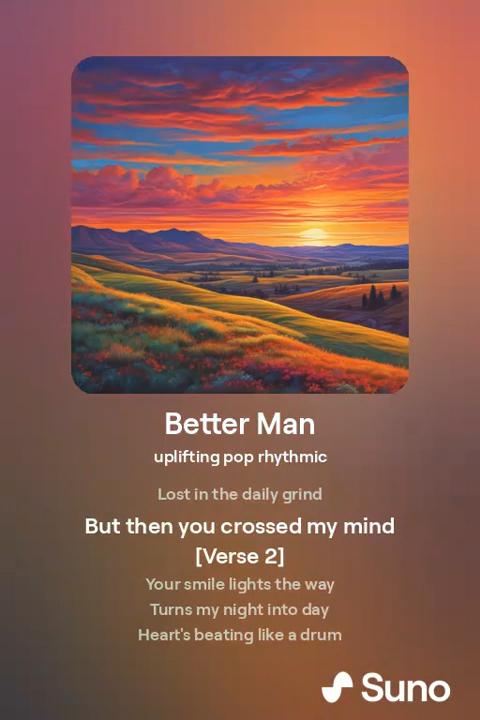 Better Man
uplifting pop rhythmic
Lost in the daily grind
But then you crossed my mind
[Verse 2]
Your smile lights the way
Turns my night into day
Heart's beating like a drum
Suno